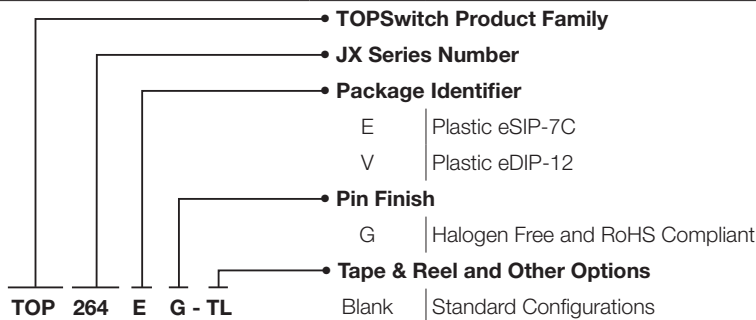 TOPSwitch Product Family
JX Series Number
Package Identifier
E Plastic eSIP-7C
V Plastic eDIP-12
Pin Finish
G Halogen Free and RoHS Compliant
Tape & Reel and Other Options
TOP 264 E G - TL Blank Standard Configurations